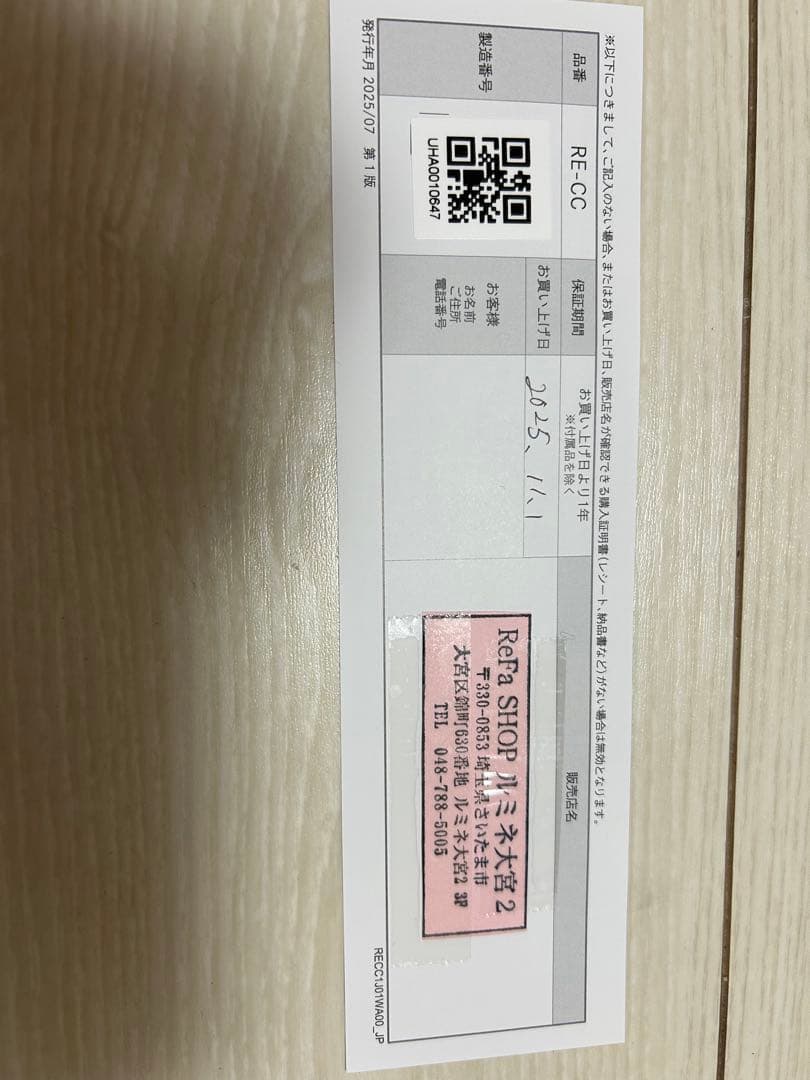 ※以下につきまして、ご記入のない場合、またはお買い上げ日、販売店名が確認できる購入証明書(レシート、納品書など)がない場合は無効となります。
品番
RE-CC
保証期間
お買い上げ日より1年
※付属品を除く
販売店名
製造番号
UHA0010647
お買い上げ日
2025、11、1
お客様
お名前
ご住所
電話番号
ReFa SHOP ルミネ大宮2
〒330-0853 埼玉県さいたま市
大宮区錦町630番地 ルミネ大宮2 3F
TEL 048-788-5005
発行年月 2025/07 第1版
RECC1J01WA00_JP